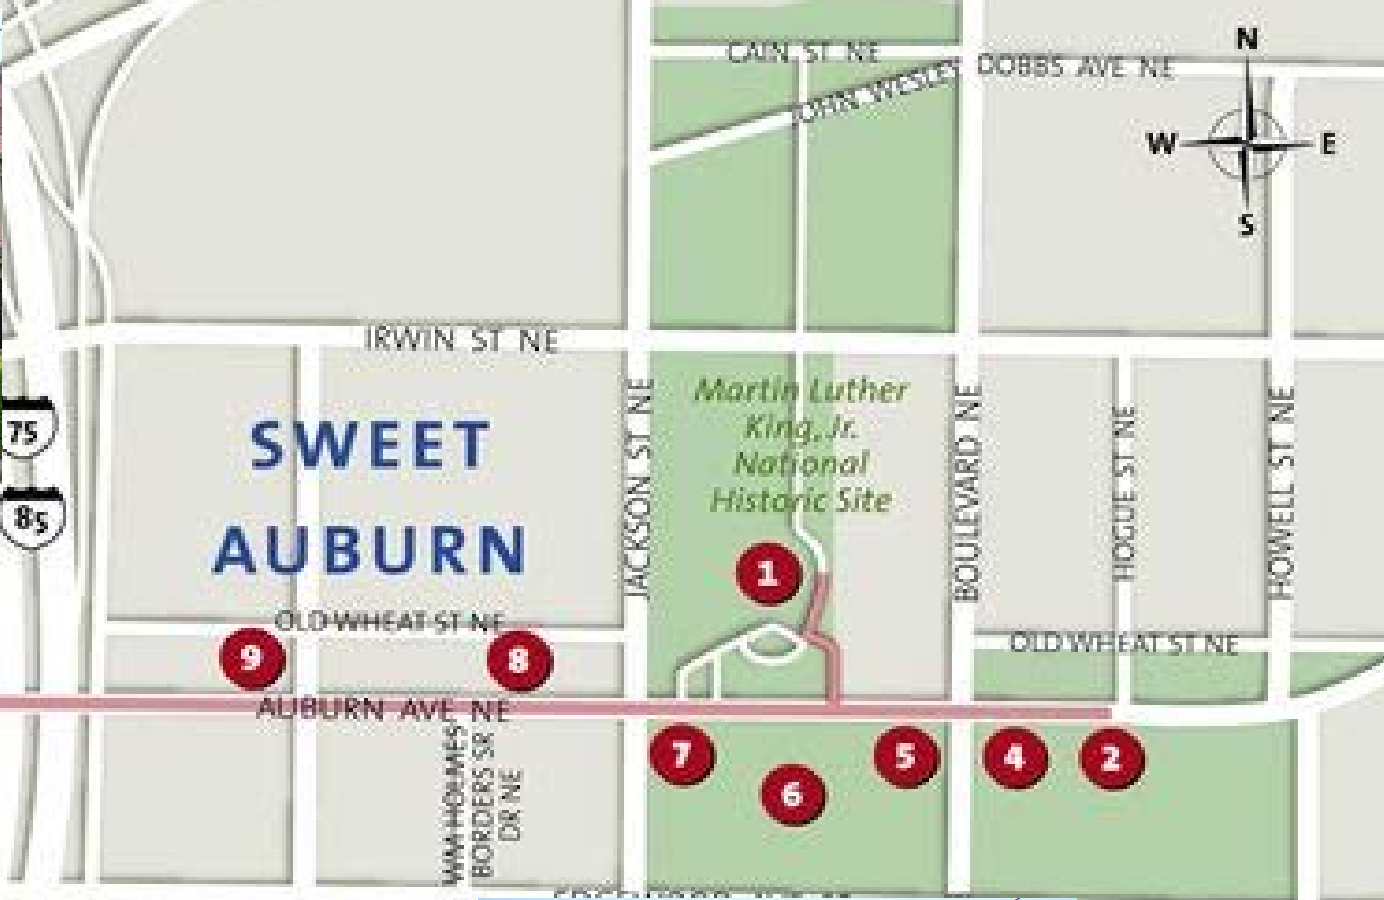 CAIN ST NE
JOHN WESLEY DOBBS AVE NE
N
W E
S
IRWIN ST NE
75
85
SWEET
AUBURN
Martin Luther
King, Jr.
National
Historic Site
JACKSON ST NE
BOULEVARD NE
HOGUE ST NE
HOWELL ST NE
1
OLD WHEAT ST NE
OLD WHEAT ST NE
9
8
AUBURN AVE NE
7
6
5
4
2
WM HOLMES
BORDERS SR
DR NE